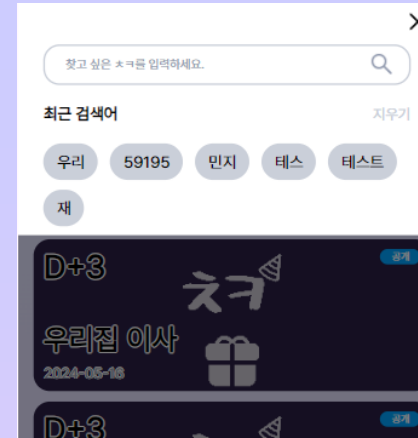 찾고 싶은 ㅊㅋ를 입력하세요.
최근 검색어 지우기
우리 59195 민지 테스 테스트
재
D+3 공개
ㅊㅋ
우리집 이사
2024-05-16
D+3 공개